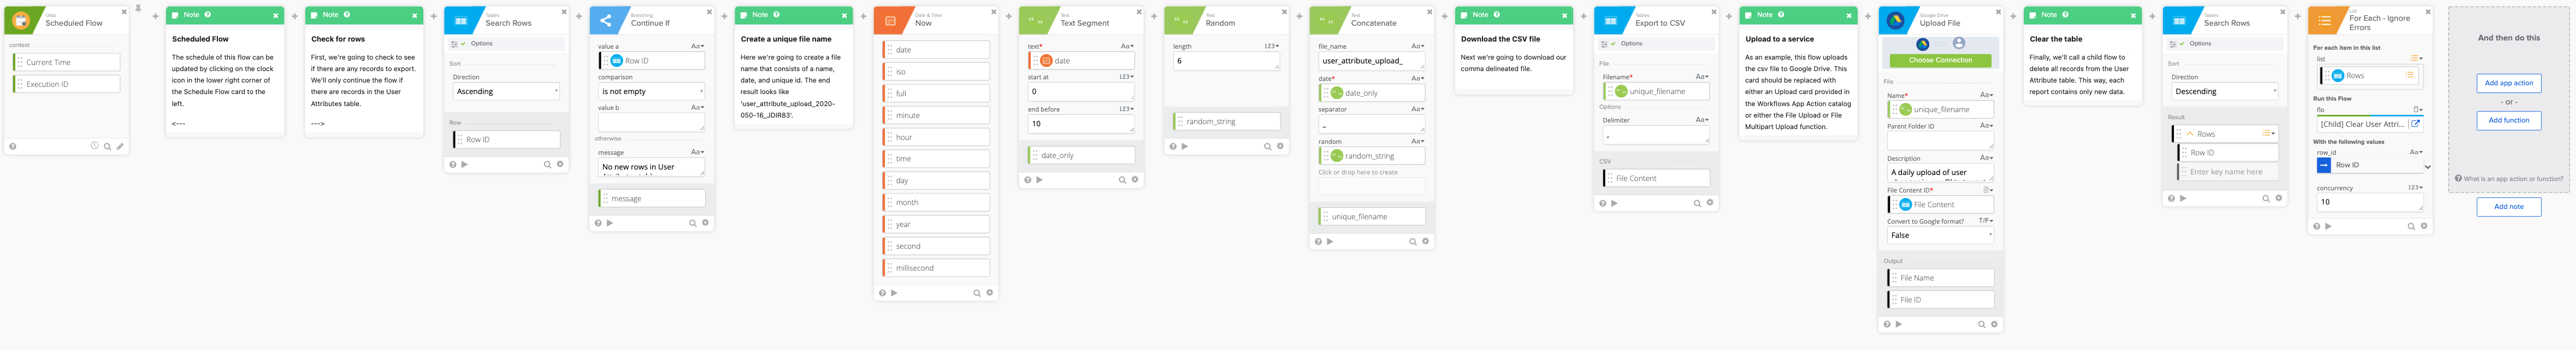 Data
Scheduled Flow
context
Current Time
Execution ID
Note
Scheduled Flow
The schedule of this flow can be
updated by clicking on the clock
icon in the lower right corner of
the Schedule Flow card to the
left.
<---
Note
Check for rows
First, we're going to check to see
if there are any records to export.
We'll only continue the flow if
there are records in the User
Attributes table.
--->
Tables
Search Rows
Options
Sort
Direction
Ascending
Row
Row ID
Branching
Continue If
value a
Aa
Row ID
comparison
is not empty
value b
Aa
otherwise
message
Aa
No new rows in User
message
Note
Create a unique file name
Here we're going to create a file
name that consists of a name,
date, and unique id. The end
result looks like
'user_attribute_upload_2020-
050-16_JDIR83'.
Date & Time
Now
date
iso
full
minute
hour
time
day
month
year
second
millisecond
Text
Text Segment
text*
Aa
date
start at
123
0
end before
123
10
date_only
Text
Random
length
123
6
random_string
Text
Concatenate
file_name
Aa
user_attribute_upload_
date*
Aa
date_only
separator
Aa
_
random
Aa
random_string
Click or drop here to create
unique_filename
Note
Download the CSV file
Next we're going to download our
comma delineated file.
Tables
Export to CSV
Options
File
Filename*
Aa
unique_filename
Options
Delimiter
Aa
,
CSV
File Content
Note
Upload to a service
As an example, this flow uploads
the csv file to Google Drive. This
card should be replaced with
either an Upload card provided in
the Workflows App Action catalog
or either the File Upload or File
Multipart Upload function.
Google Drive
Upload File
Choose Connection
File
Name*
Aa
unique_filename
Parent Folder ID
Aa
Description
Aa
A daily upload of user
File Content ID*
File Content
Convert to Google format?
T/F
False
Output
File Name
File ID
Note
Clear the table
Finally, we'll call a child flow to
delete all records from the User
Attribute table. This way, each
report contains only new data.
Tables
Search Rows
Options
Sort
Direction
Descending
Result
Rows
Row ID
Enter key name here
List
For Each - Ignore
Errors
For each item in this list
list
Rows
Run this Flow
flo
[Child] Clear User Attri...
With the following values
row_id
Aa
Row ID
concurrency
123
10
And then do this
Add app action
- or -
Add function
What is an app action or function?
Add note